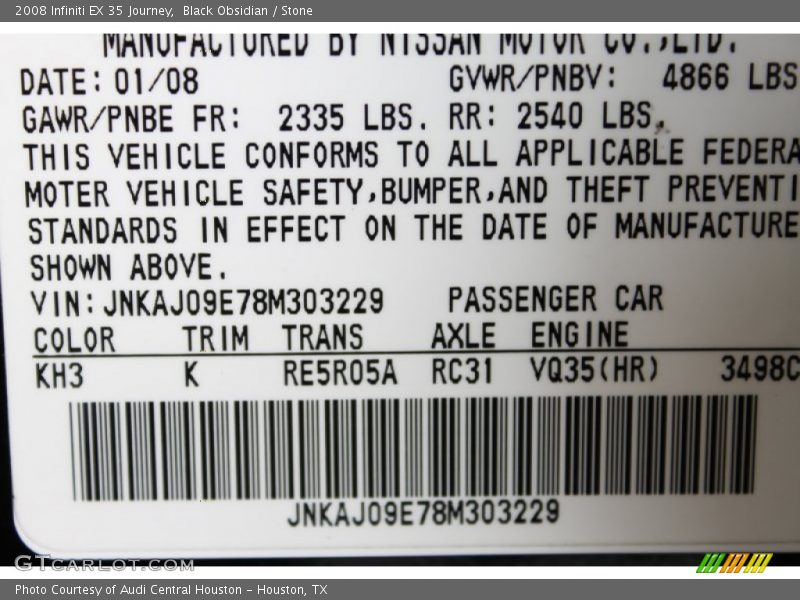 2008 Infiniti EX 35 Journey, Black Obsidian / Stone
MANUFACTURED BY NISSAN MOTOR CO.,LTD.
DATE: 01/08 GVWR/PNBV: 4866 LBS
GAWR/PNBE FR: 2335 LBS. RR: 2540 LBS.
THIS VEHICLE CONFORMS TO ALL APPLICABLE FEDERA
MOTER VEHICLE SAFETY,BUMPER,AND THEFT PREVENTI
STANDARDS IN EFFECT ON THE DATE OF MANUFACTURE
SHOWN ABOVE.
VIN: JNKAJ09E78M303229 PASSENGER CAR
COLOR TRIM TRANS AXLE ENGINE
KH3 K RE5R05A RC31 VQ35(HR) 3498C
JNKAJ09E78M303229
GTCARLOT.COM
Photo Courtesy of Audi Central Houston - Houston, TX